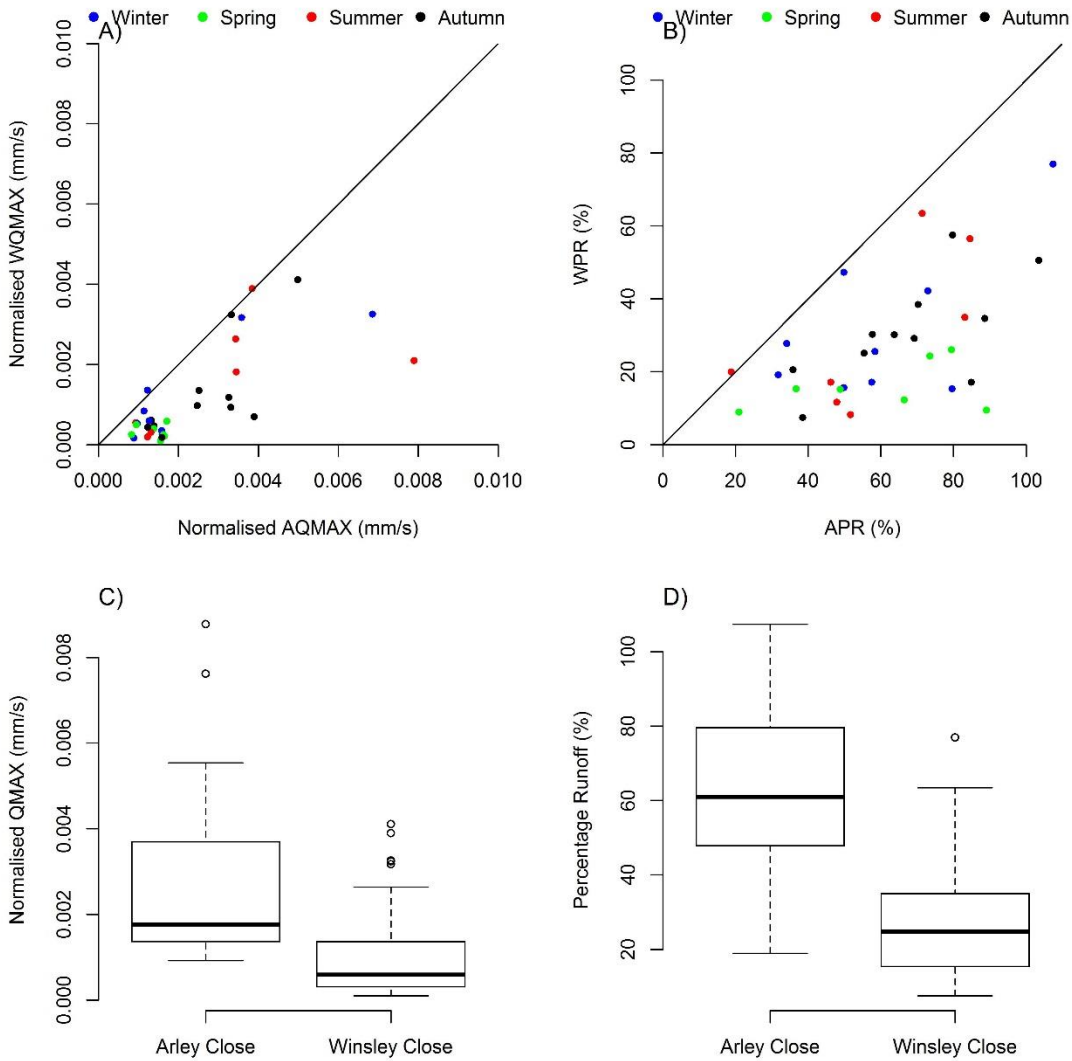 Winter Spring Summer Autumn
A)
Normalised WQMAX (mm/s)
0.010
0.008
0.006
0.004
0.002
0.000
0.000 0.002 0.004 0.006 0.008 0.010
Normalised AQMAX (mm/s)
Winter Spring Summer Autumn
B)
WPR (%)
100
80
60
40
20
0
0 20 40 60 80 100
APR (%)
C)
Normalised QMAX (mm/s)
0.008
0.006
0.004
0.002
0.000
Arley Close Winsley Close
D)
Percentage Runoff (%)
100
80
60
40
20
Arley Close Winsley Close